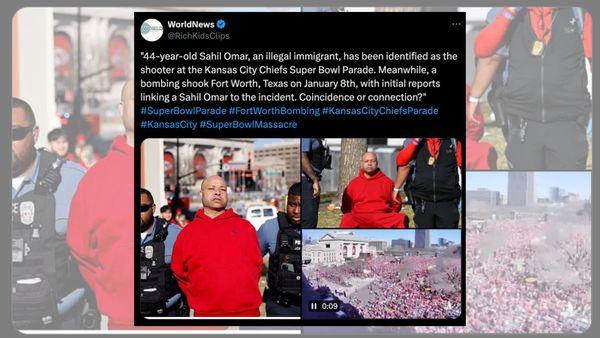 WorldNews
@RichKidsClips
"44-year-old Sahil Omar, an illegal immigrant, has been identified as the
shooter at the Kansas City Chiefs Super Bowl Parade. Meanwhile, a
bombing shook Fort Worth, Texas on January 8th, with initial reports
linking a Sahil Omar to the incident. Coincidence or connection?"
#SuperBowlParade #FortWorthBombing #KansasCityChiefsParade
#KansasCity #SuperBowlMassacre
0:09